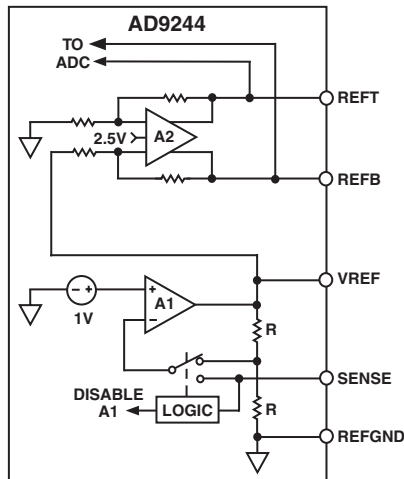 AD9244
TO
ADC
REFT
2.5V
A2
REFB
VREF
A1
1V
R
SENSE
DISABLE
A1
LOGIC
R
REFGND